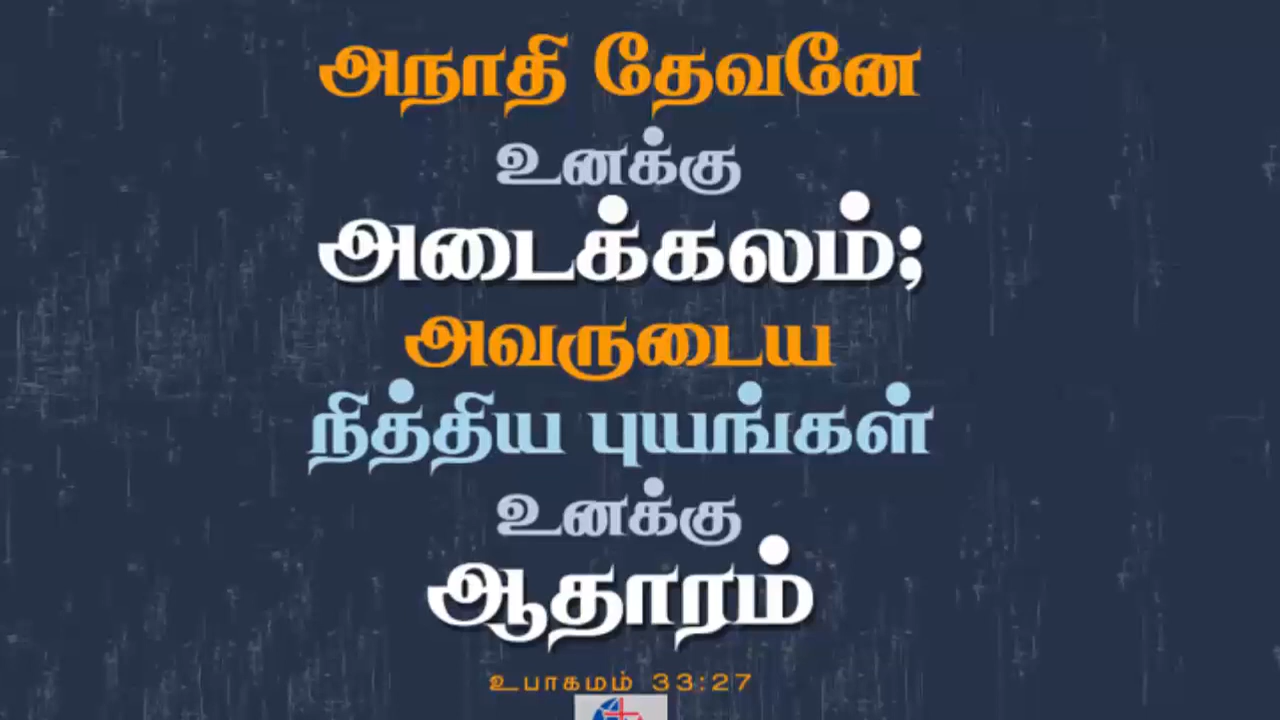 அநாதி தேவனே
உனக்கு
அடைக்கலம்;
அவருடைய
நித்திய புயங்கள்
உனக்கு
ஆதாரம்
உபாகமம் 33:27